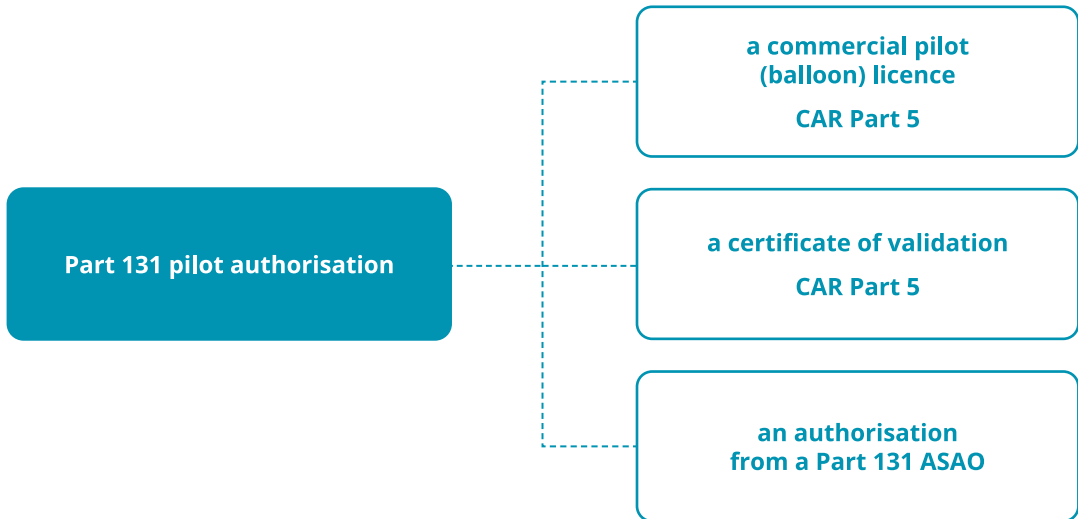 Part 131 pilot authorisation
a commercial pilot
(balloon) licence
CAR Part 5
a certificate of validation
CAR Part 5
an authorisation
from a Part 131 ASAO